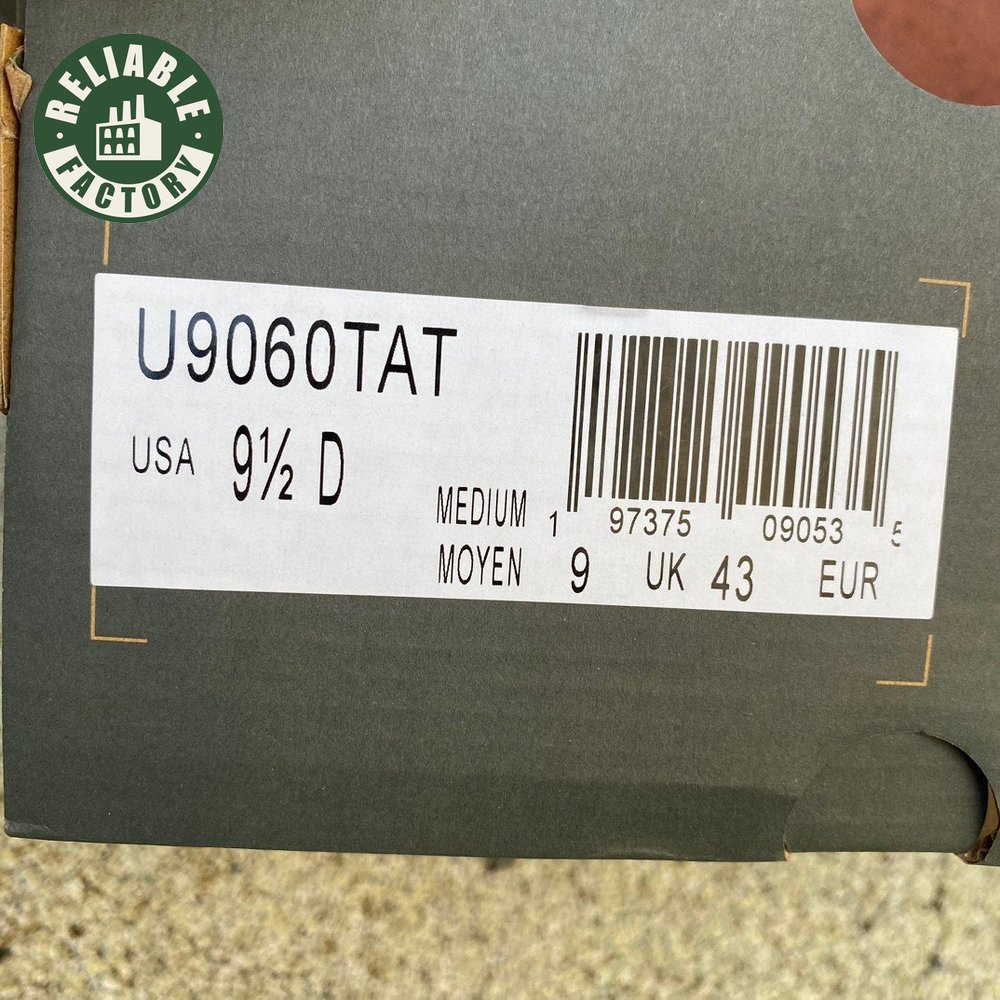 RELIABLE
FACTORY
U9060TAT
USA 9½ D
MEDIUM
1 97375 09053 5
MOYEN 9 UK 43 EUR